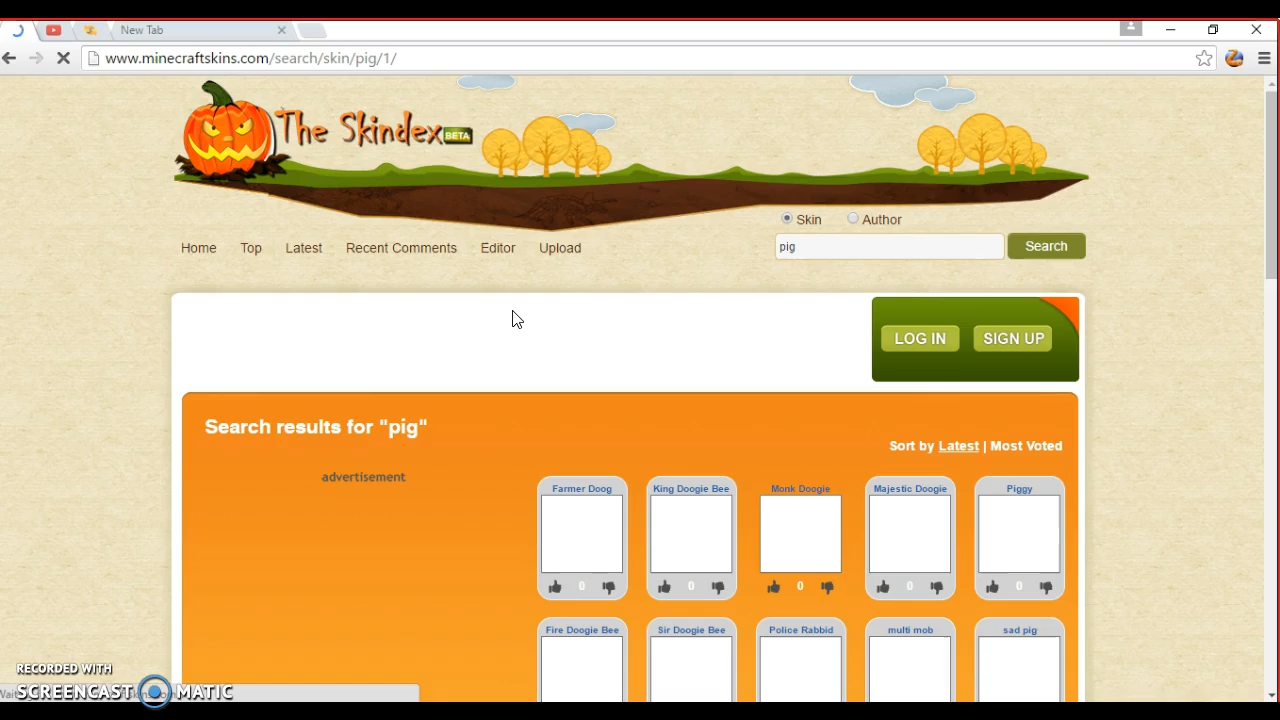 New Tab
www.minecraftskins.com/search/skin/pig/1/
The Skindex BETA
Skin Author
pig Search
Home Top Latest Recent Comments Editor Upload
LOG IN SIGN UP
Search results for "pig"
Sort by Latest | Most Voted
advertisement
Farmer Doog King Doogie Bee Monk Doogie Majestic Doogie Piggy
0 0 0 0 0
Fire Doogie Bee Sir Doogie Bee Police Rabbid multi mob sad pig
RECORDED WITH
SCREENCAST MATIC